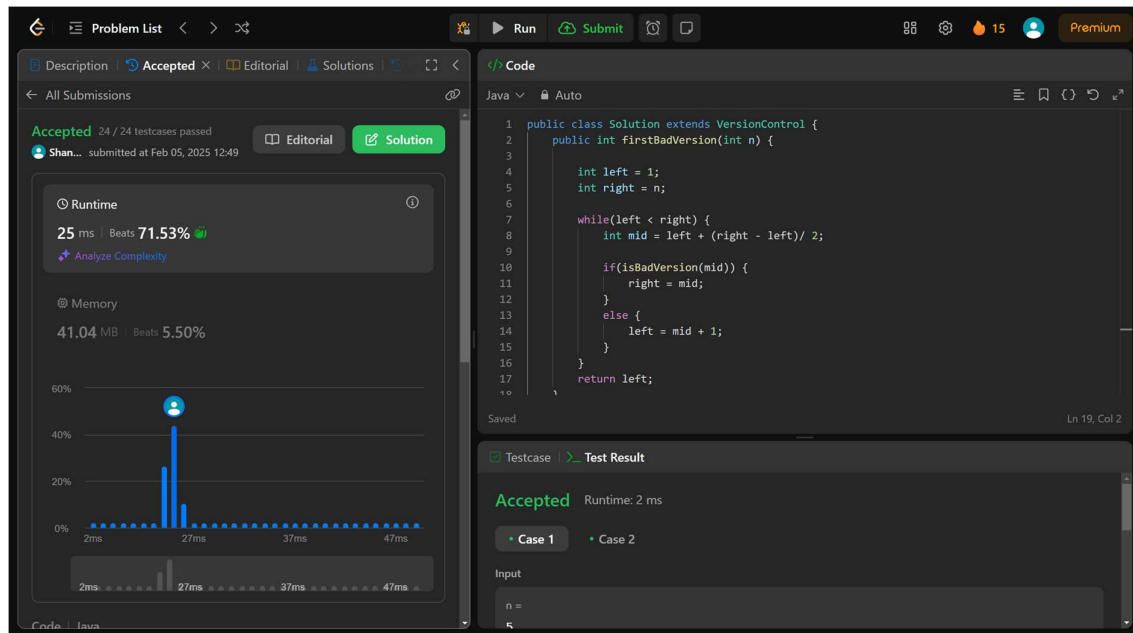 Problem List
Run
Submit
15
Premium
Description
Accepted
Editorial
Solutions
All Submissions
Accepted 24 / 24 testcases passed
Shan... submitted at Feb 05, 2025 12:49
Editorial
Solution
Runtime
25 ms | Beats 71.53%
Analyze Complexity
Memory
41.04 MB | Beats 5.50%
60%
40%
20%
0%
2ms 27ms 37ms 47ms
2ms 27ms 37ms 47ms
Code | Java
</> Code
Java Auto
1 public class Solution extends VersionControl {
2 public int firstBadVersion(int n) {
3
4 int left = 1;
5 int right = n;
6
7 while(left < right) {
8 int mid = left + (right - left)/ 2;
9
10 if(isBadVersion(mid)) {
11 right = mid;
12 }
13 else {
14 left = mid + 1;
15 }
16 }
17 return left;
18 }
Saved
Ln 19, Col 2
Testcase
>_ Test Result
Accepted Runtime: 2 ms
• Case 1 • Case 2
Input
n =
5